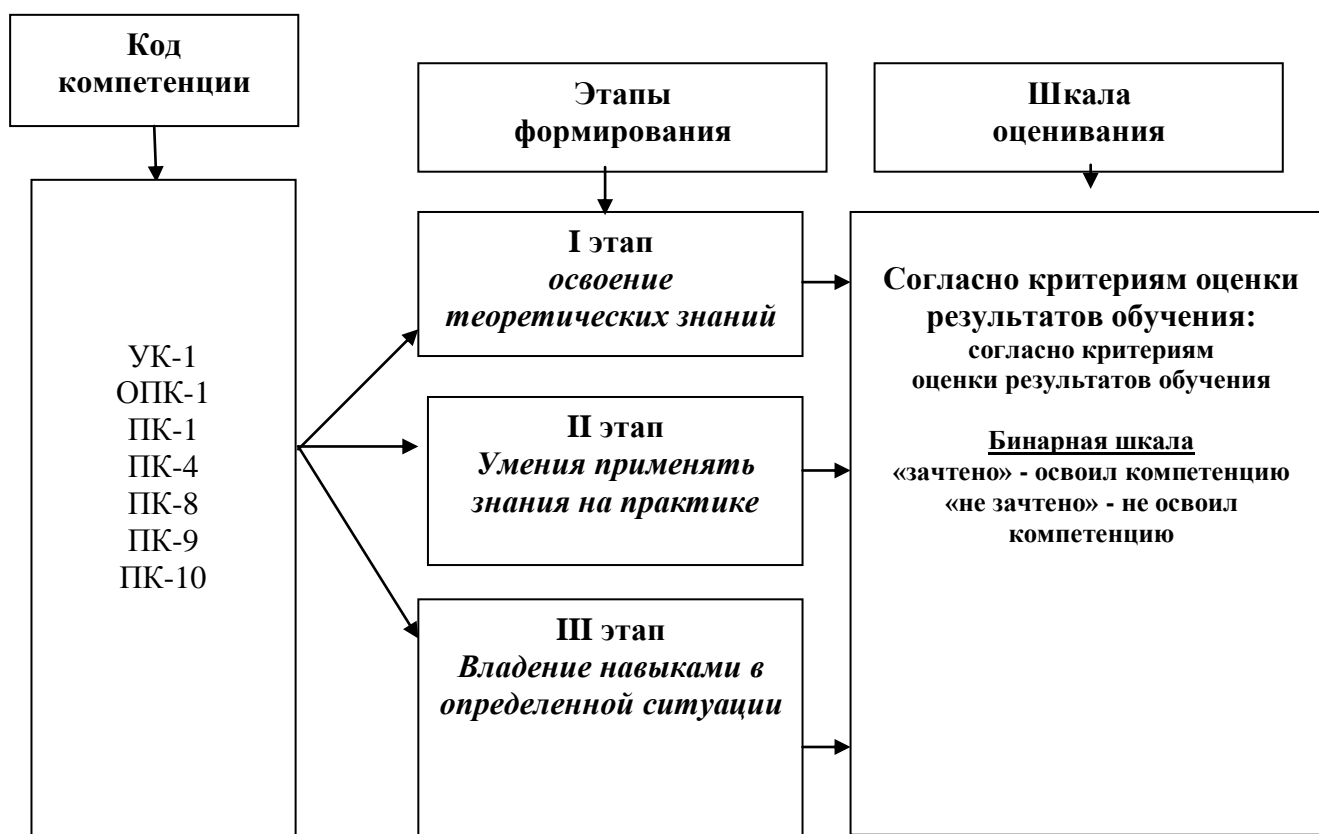 Код
компетенции
Этапы
формирования
Шкала
оценивания
УК-1
ОПК-1
ПК-1
ПК-4
ПК-8
ПК-9
ПК-10
I этап
освоение
теоретических знаний
II этап
Умения применять
знания на практике
III этап
Владение навыками в
определенной ситуации
Согласно критериям оценки
результатов обучения:
согласно критериям
оценки результатов обучения
Бинарная шкала
«зачтено» - освоил компетенцию
«не зачтено» - не освоил
компетенцию